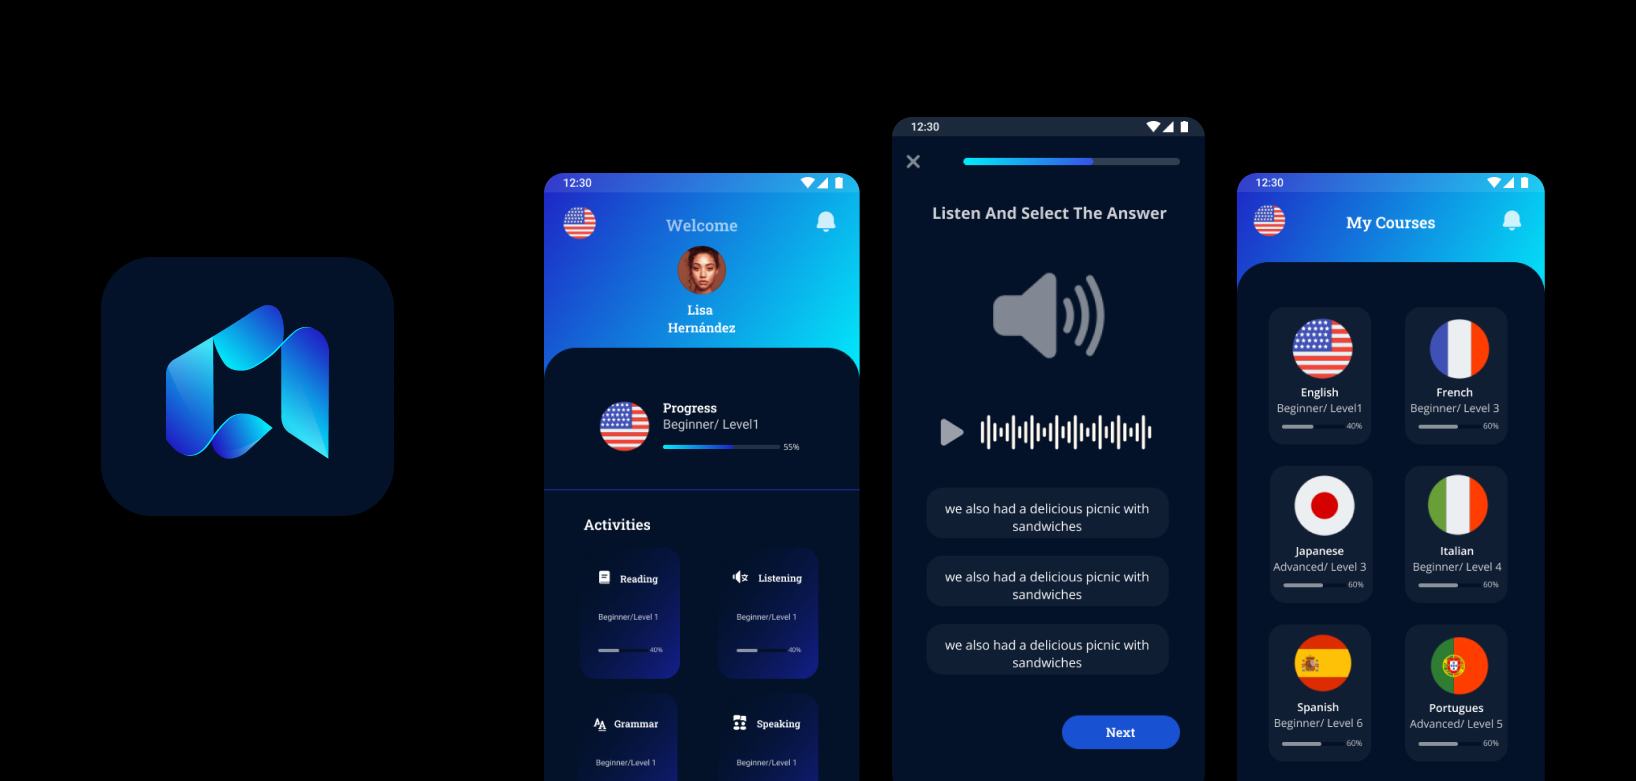 12:30
Welcome
Lisa
Hernández
Progress
Beginner/ Level1
55%
Activities
Reading
Beginner/Level 1
40%
Listening
Beginner/Level 1
40%
Grammar
Beginner/Level 1
Speaking
Beginner/Level 1
12:30
Listen And Select The Answer
we also had a delicious picnic with
sandwiches
we also had a delicious picnic with
sandwiches
we also had a delicious picnic with
sandwiches
Next
12:30
My Courses
English
Beginner/ Level1
40%
French
Beginner/ Level 3
60%
Japanese
Advanced/ Level 3
60%
Italian
Beginner/ Level 4
60%
Spanish
Beginner/ Level 6
60%
Portugues
Advanced/ Level 5
60%